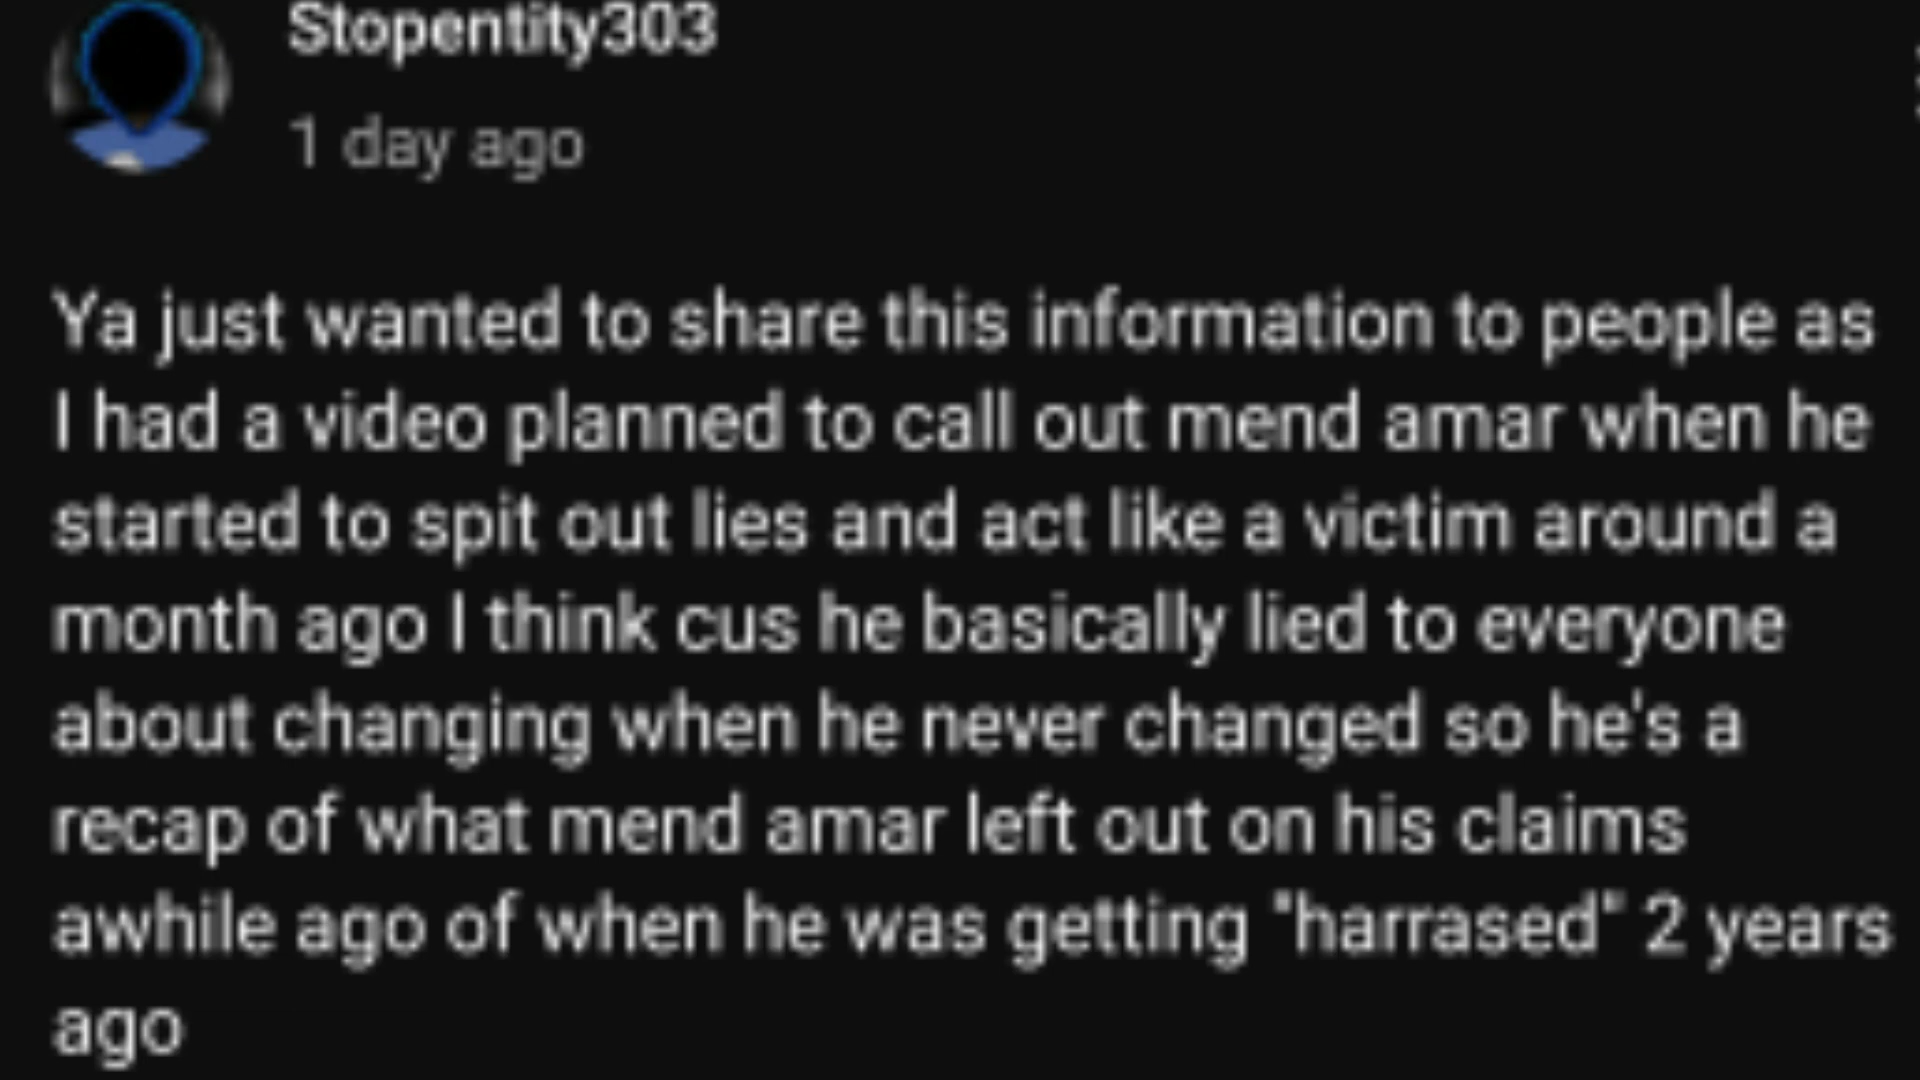 Stopentity303
1 day ago
Ya just wanted to share this information to people as
I had a video planned to call out mend amar when he
started to spit out lies and act like a victim around a
month ago I think cus he basically lied to everyone
about changing when he never changed so he's a
recap of what mend amar left out on his claims
awhile ago of when he was getting "harrased" 2 years
ago